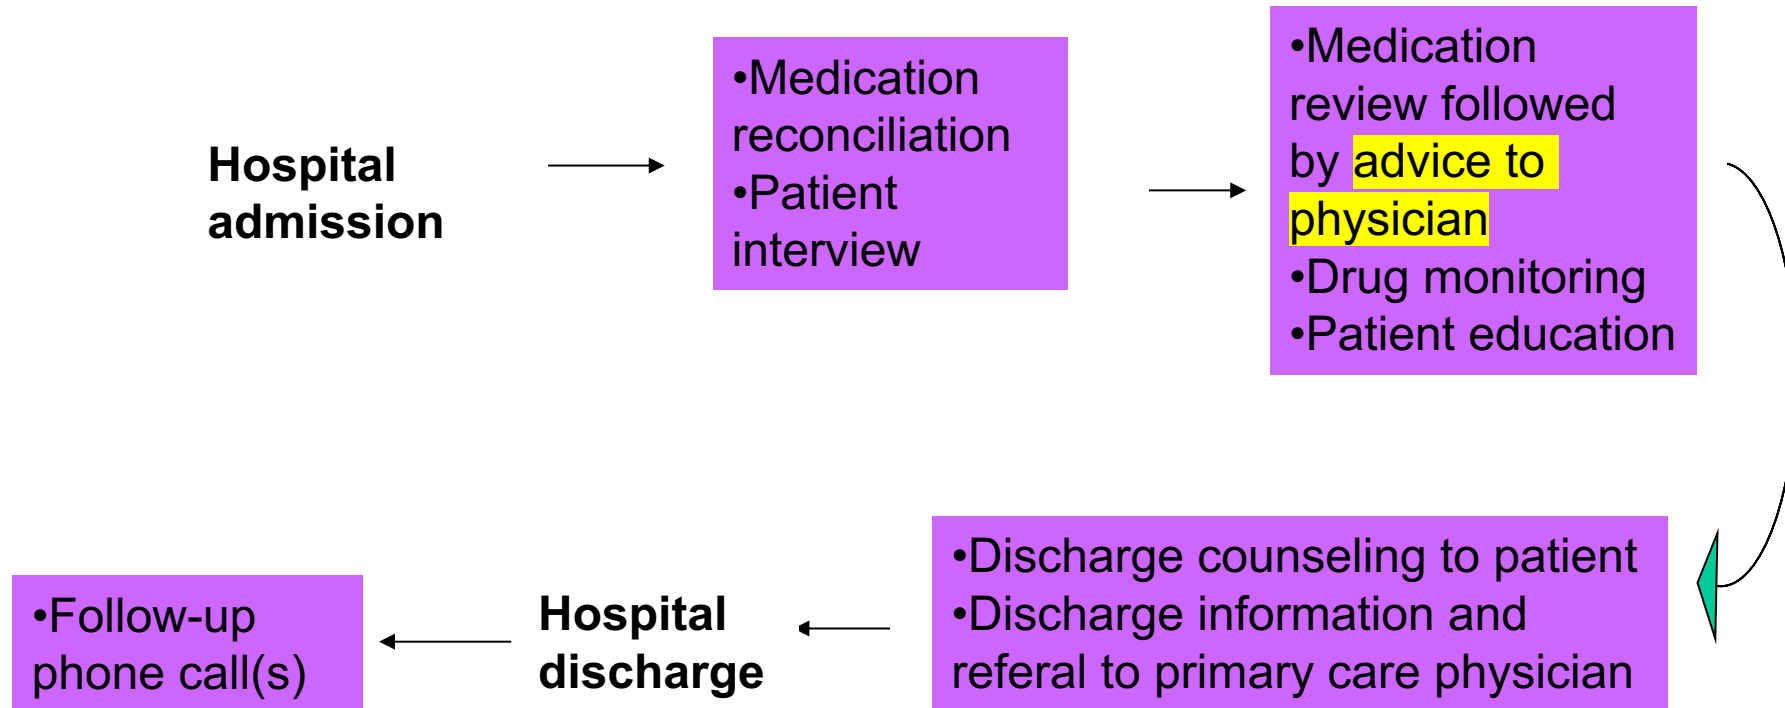 Hospital
admission
•Medication
reconciliation
•Patient
interview
•Medication
review followed
by advice to
physician
•Drug monitoring
•Patient education
•Discharge counseling to patient
•Discharge information and
referal to primary care physician
Hospital
discharge
•Follow-up
phone call(s)